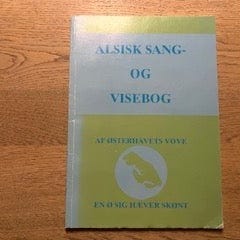 ALSISK SANG-
OG
VISEBOG
AF ØSTERHAVETS VOVE
EN Ø SIG HÆVER SKØNT